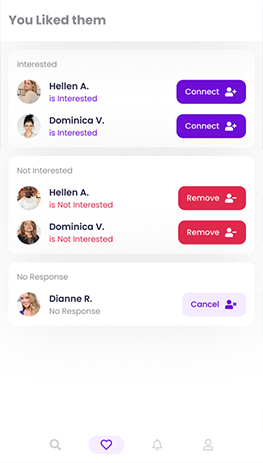 You Liked them
Interested
Hellen A.
is Interested
Connect
Dominica V.
is Interested
Connect
Not Interested
Hellen A.
is Not Interested
Remove
Dominica V.
is Not Interested
Remove
No Response
Dianne R.
No Response
Cancel